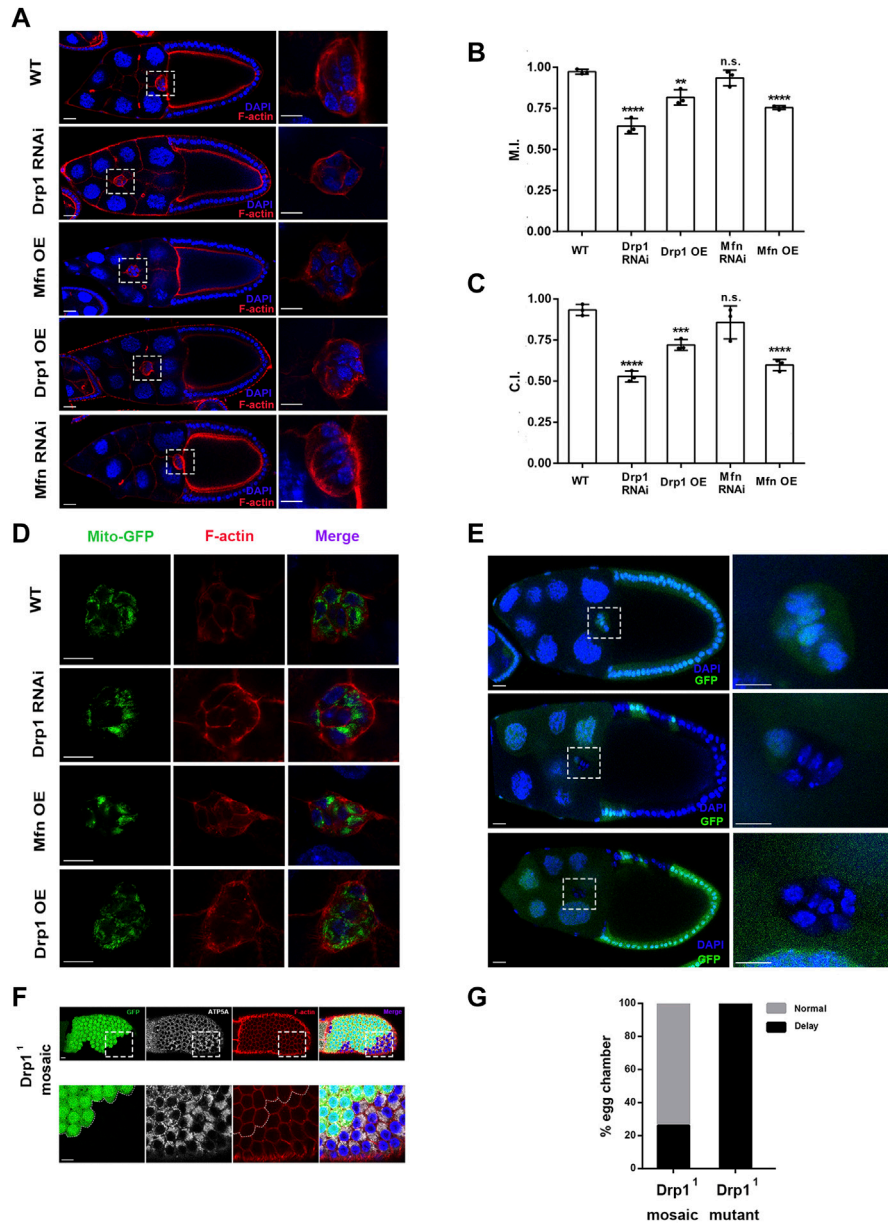 A
WT
DAPI
F-actin
Drp1 RNAi
DAPI
F-actin
Mfn OE
DAPI
F-actin
Drp1 OE
DAPI
F-actin
Mfn RNAi
DAPI
F-actin
B
M.I.
1.00
0.75
0.50
0.25
0.00
****
**
n.s.
****
WT
Drp1 RNAi
Drp1 OE
Mfn RNAi
Mfn OE
C
C.I.
1.00
0.75
0.50
0.25
0.00
****
***
n.s.
****
WT
Drp1 RNAi
Drp1 OE
Mfn RNAi
Mfn OE
D
Mito-GFP
F-actin
Merge
WT
Drp1 RNAi
Mfn OE
Drp1 OE
E
DAPI
GFP
DAPI
GFP
DAPI
GFP
F
Drp1¹ mosaic
GFP
ATP5A
F-actin
Merge
G
% egg chamber
100
80
60
40
20
0
Normal
Delay
Drp1¹ mosaic
Drp1¹ mutant